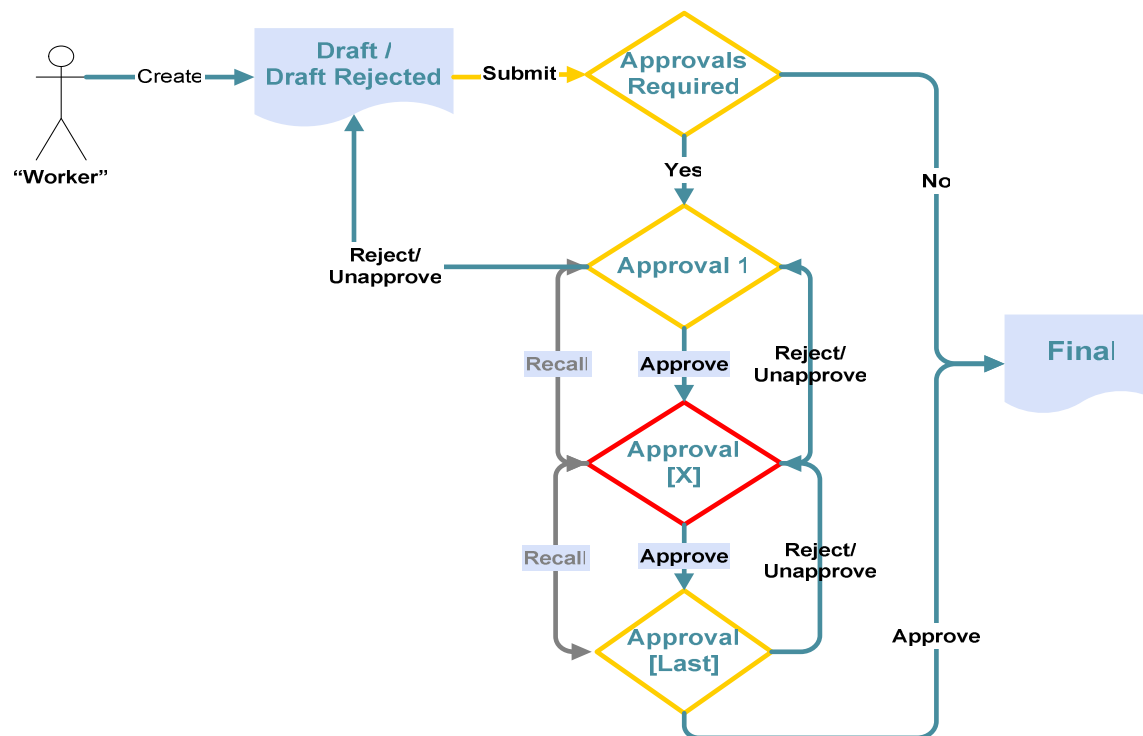 Draft /
Draft Rejected
Create
Submit
Approvals
Required
“Worker”
Yes
No
Reject/
Unapprove
Approval 1
Recall
Approve
Reject/
Unapprove
Final
Approval
[X]
Recall
Approve
Reject/
Unapprove
Approval
[Last]
Approve